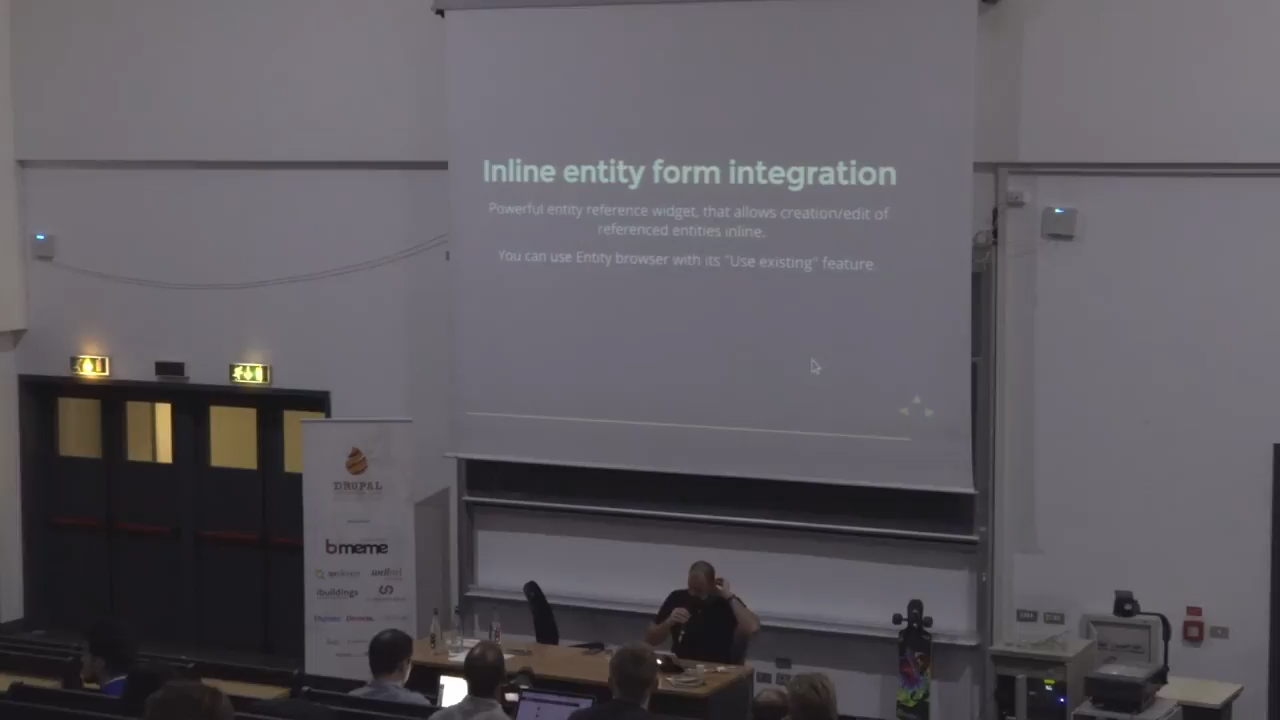 Inline entity form integration
Powerful entity reference widget, that allows creation/edit of
referenced entities inline.
You can use Entity browser with its "Use existing" feature.
DRUPAL
bmeme
ibuildings